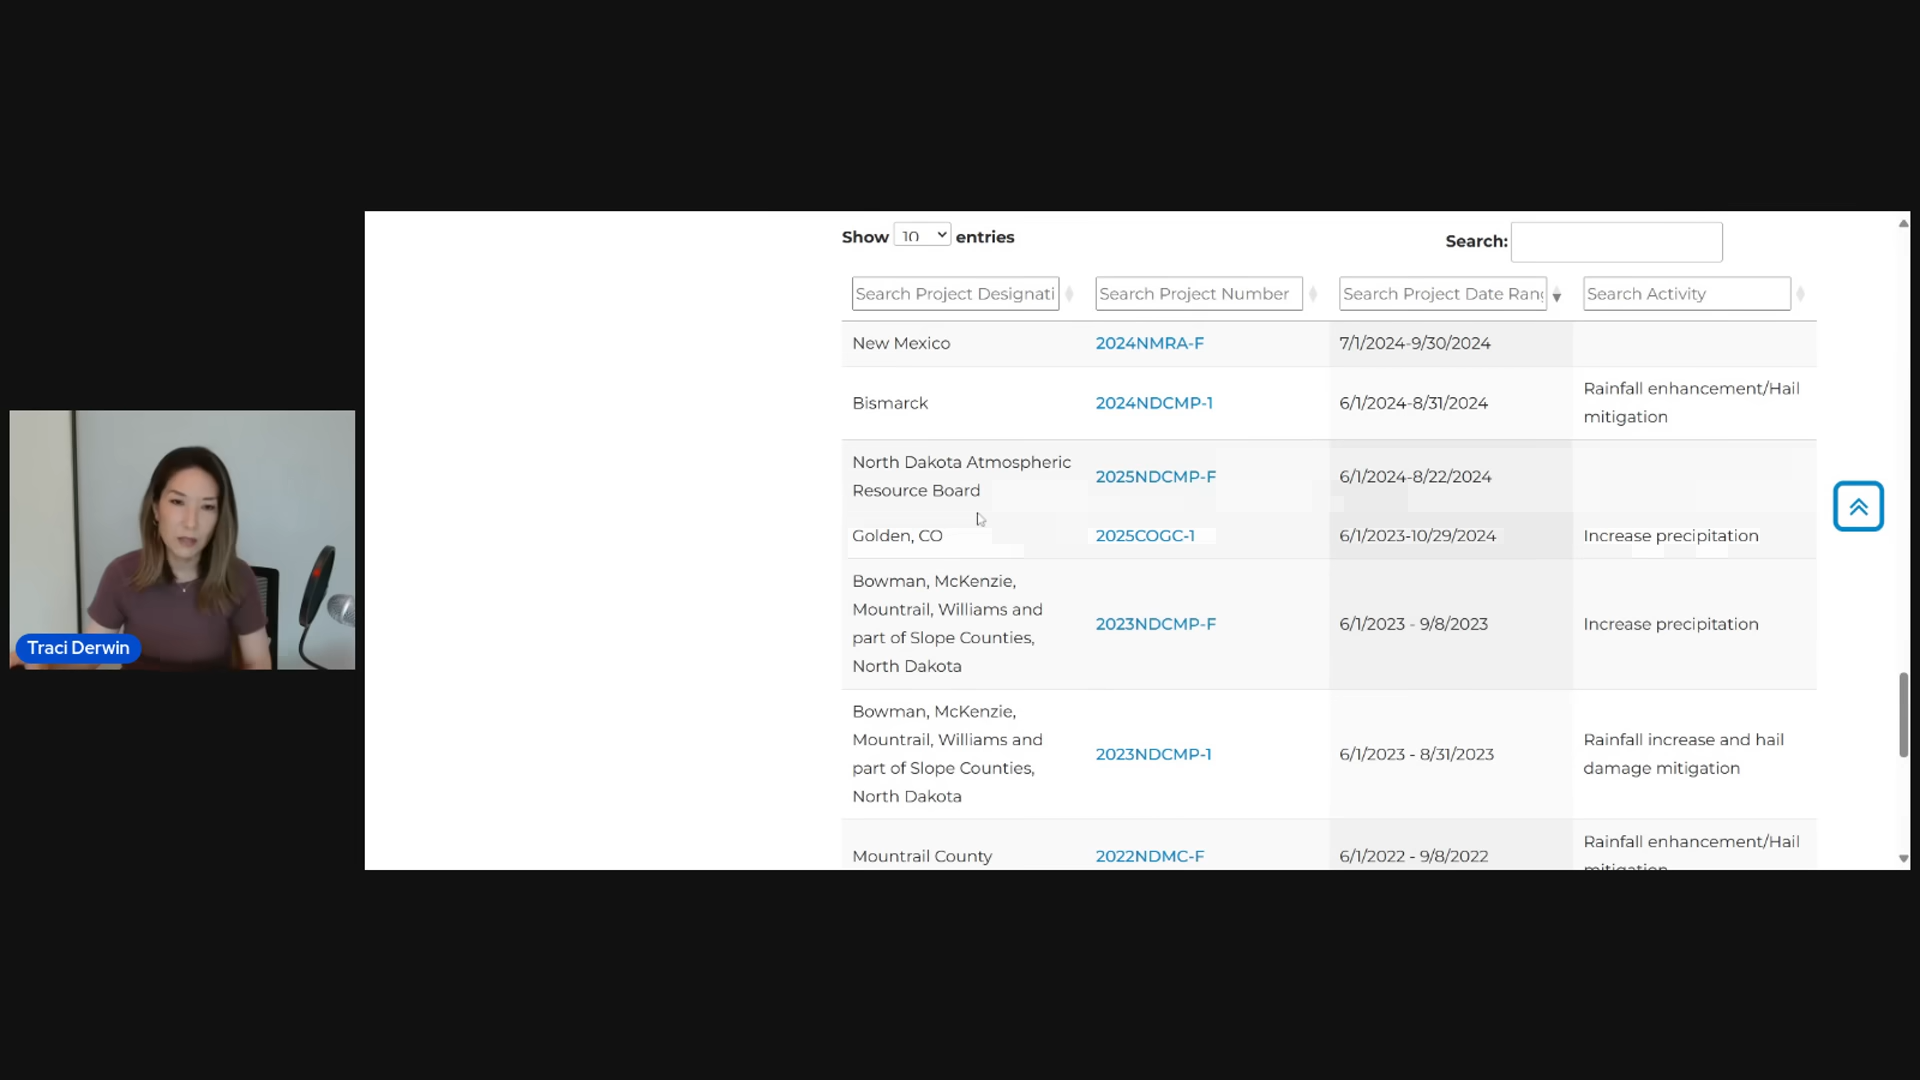 Show 10 entries
Search:
Search Project Designati
Search Project Number
Search Project Date Rang
Search Activity
New Mexico
2024NMRA-F
7/1/2024-9/30/2024
Bismarck
2024NDCMP-1
6/1/2024-8/31/2024
Rainfall enhancement/Hail
mitigation
North Dakota Atmospheric
Resource Board
2025NDCMP-F
6/1/2024-8/22/2024
Golden, CO
2025COGC-1
6/1/2023-10/29/2024
Increase precipitation
Bowman, McKenzie,
Mountrail, Williams and
part of Slope Counties,
North Dakota
2023NDCMP-F
6/1/2023 - 9/8/2023
Increase precipitation
Bowman, McKenzie,
Mountrail, Williams and
part of Slope Counties,
North Dakota
2023NDCMP-1
6/1/2023 - 8/31/2023
Rainfall increase and hail
damage mitigation
Mountrail County
2022NDMC-F
6/1/2022 - 9/8/2022
Rainfall enhancement/Hail
mitigation
Traci Derwin